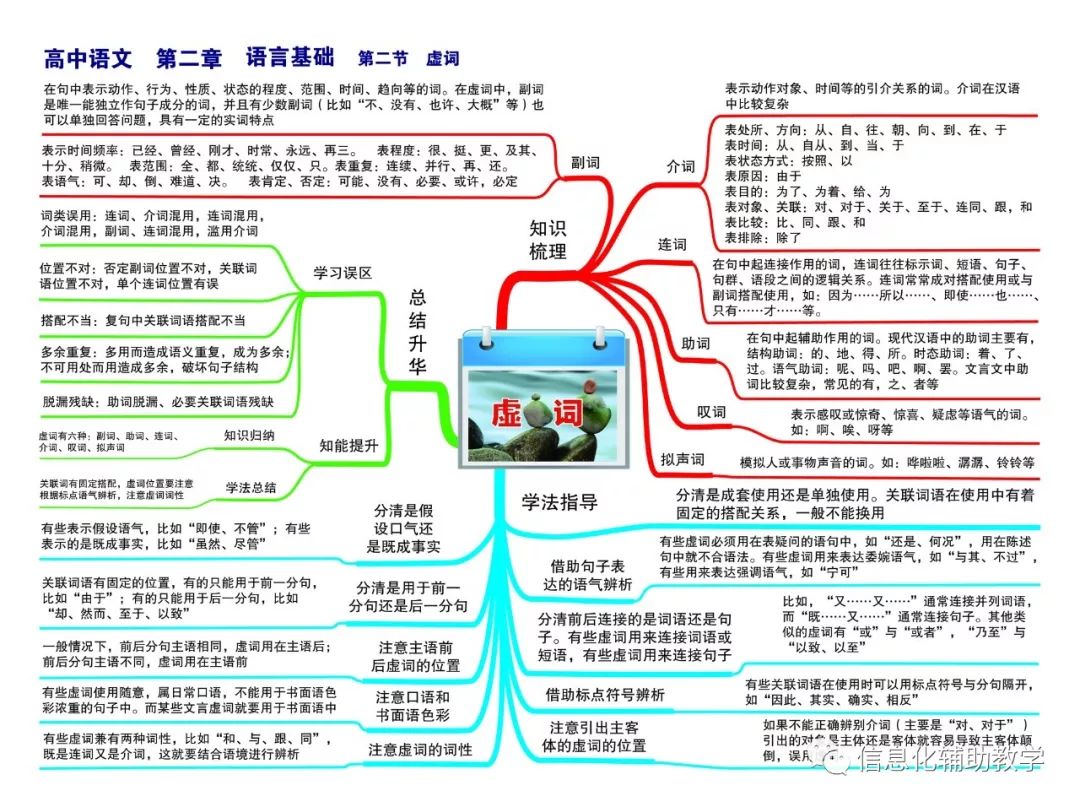 高中语文 第二章 语言基础 第二节 虚词
在句中表示动作、行为、性质、状态的程度、范围、时间、趋向等的词。在虚词中，副词
是唯一能独立作句子成分的词，并且有少数副词（比如“不、没有、也许、大概”等）也
可以单独回答问题，具有一定的实词特点
表示时间频率：已经、曾经、刚才、时常、永远、再三。 表程度：很、挺、更、及其、
十分、稍微。 表范围：全、都、统统、仅仅、只。表重复：连续、并行、再、还。
表语气：可、却、倒、难道、决。 表肯定、否定：可能、没有、必要、或许，必定
副词
知识
梳理
介词
表示动作对象、时间等的引介关系的词。介词在汉语
中比较复杂
表处所、方向：从、自、往、朝、向、到、在、于
表时间：从、自从、到、当、于
表状态方式：按照、以
表原因：由于
表目的：为了、为着、给、为
表对象、关联：对、对于、关于、至于、连同、跟，和
表比较：比、同、跟、和
表排除：除了
连词
在句中起连接作用的词，连词往往标示词、短语、句子、
句群、语段之间的逻辑关系。连词常常成对搭配使用或与
副词搭配使用，如：因为……所以……、即使……也……、
只有……才……等。
助词
在句中起辅助作用的词。现代汉语中的助词主要有，
结构助词：的、地、得、所。时态助词：着、了、
过。语气助词：呢、吗、吧、啊、罢。文言文中助
词比较复杂，常见的有，之、者等
叹词
表示感叹或惊奇、惊喜、疑虑等语气的词。
如：啊、唉、呀等
拟声词
模拟人或事物声音的词。如：哗啦啦、潺潺、铃铃等
虚词
总
结
升
华
学习误区
词类误用：连词、介词混用，连词混用，
介词混用，副词、连词混用，滥用介词
位置不对：否定副词位置不对，关联词
语位置不对，单个连词位置有误
搭配不当：复句中关联词语搭配不当
多余重复：多用而造成语义重复，成为多余；
不可用处而用造成多余，破坏句子结构
脱漏残缺：助词脱漏、必要关联词语残缺
知能提升
知识归纳
虚词有六种：副词、助词、连词、
介词、叹词、拟声词
学法总结
关联词有固定搭配，虚词位置要注意
根据标点语气辨析，注意虚词词性
学法指导
分清是成套使用还是单独使用。关联词语在使用中有着
固定的搭配关系，一般不能换用
分清是假
设口气还
是既成事实
有些表示假设语气，比如“即使、不管”；有些
表示的是既成事实，比如“虽然、尽管”
借助句子表
达的语气辨析
有些虚词必须用在表疑问的语句中，如“还是、何况”，用在陈述
句中就不合语法。有些虚词用来表达委婉语气，如“与其、不过”，
有些用来表达强调语气，如“宁可”
分清是用于前一
分句还是后一分句
关联词语有固定的位置，有的只能用于前一分句，
比如“由于”；有的只能用于后一分句，比如
“却、然而、至于、以致”
分清前后连接的是词语还是句
子。有些虚词用来连接词语或
短语，有些虚词用来连接句子
比如，“又……又……”通常连接并列词语，
而“既……又……”通常连接句子。其他类
似的虚词有“或”与“或者”，“乃至”与
“以致、以至”
注意主语前
后虚词的位置
一般情况下，前后分句主语相同，虚词用在主语后；
前后分句主语不同，虚词用在主语前
借助标点符号辨析
有些关联词语在使用时可以用标点符号与分句隔开，
如“因此、其实、确实、相反”
注意口语和
书面语色彩
有些虚词使用随意，属日常口语，不能用于书面语色
彩浓重的句子中。而某些文言虚词就要用于书面语中
注意引出主客
体的虚词的位置
如果不能正确辨别介词（主要是“对、对于”）
引出的对象是主体还是客体就容易导致主客体颠
倒，误用
注意虚词的词性
有些虚词兼有两种词性，比如“和、与、跟、同”，
既是连词又是介词，这就要结合语境进行辨析
信息化辅助教学